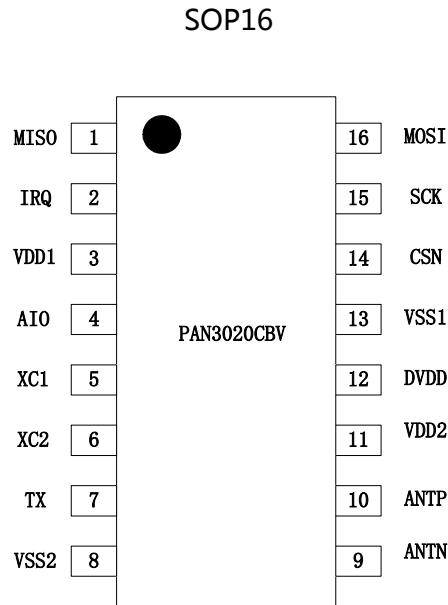 SOP16
MISO 1 16 MOSI
IRQ 2 15 SCK
VDD1 3 14 CSN
AIO 4 13 VSS1
PAN3020CBV
XC1 5 12 DVDD
XC2 6 11 VDD2
TX 7 10 ANTP
VSS2 8 9 ANTN